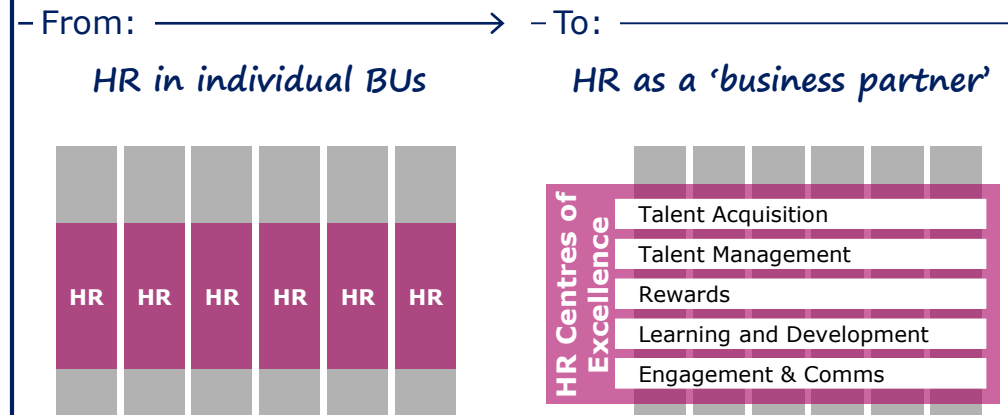 From:
To:
HR in individual BUs
HR as a ‘business partner’
HR HR HR HR HR HR
HR Centres of
Excellence
Talent Acquisition
Talent Management
Rewards
Learning and Development
Engagement & Comms